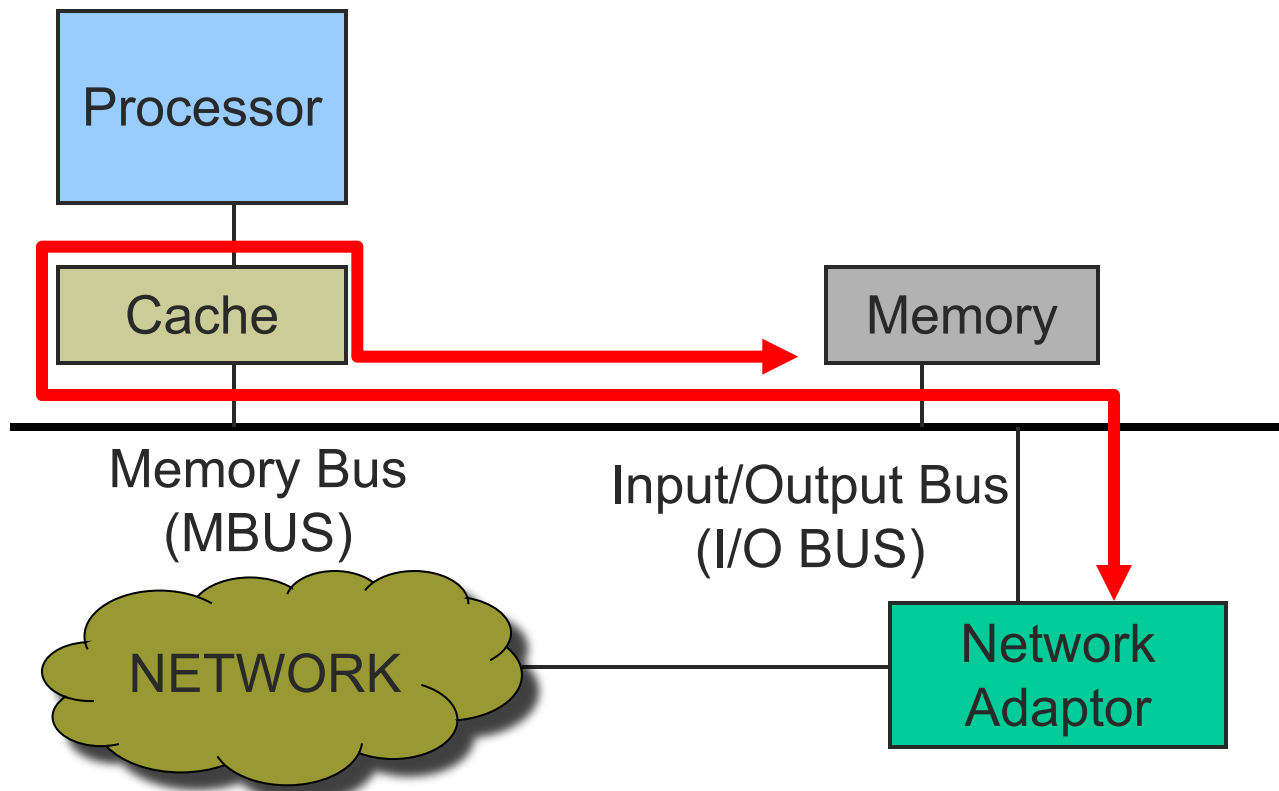 Processor
Cache
Memory
Memory Bus
(MBUS)
Input/Output Bus
(I/O BUS)
NETWORK
Network
Adaptor